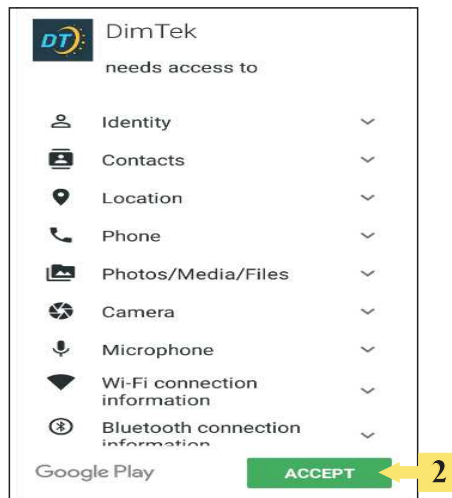 DT
DimTek
needs access to
Identity
Contacts
Location
Phone
Photos/Media/Files
Camera
Microphone
Wi-Fi connection
information
Bluetooth connection
information
Google Play
ACCEPT
2